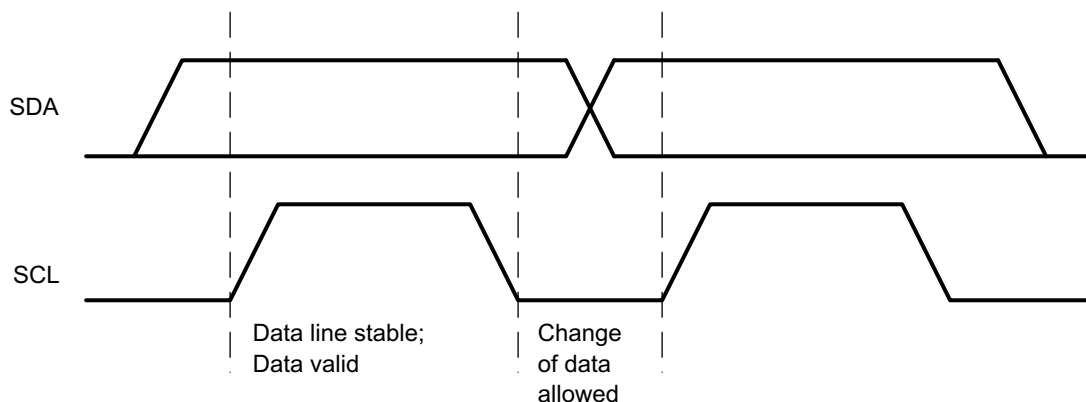 SDA
SCL
Data line stable;
Data valid
Change
of data
allowed